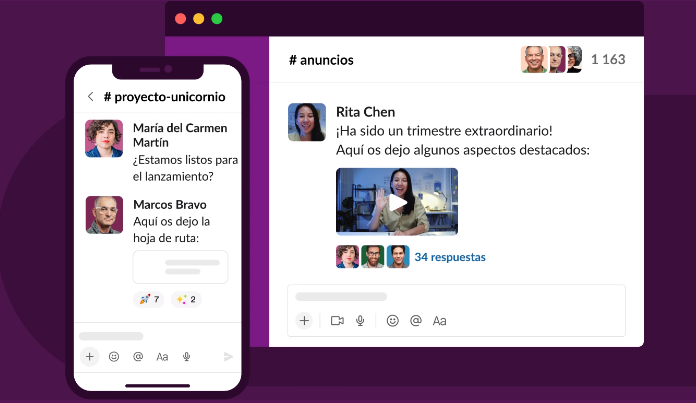 # proyecto-unicornio
María del Carmen
Martín
¿Estamos listos para
el lanzamiento?
Marcos Bravo
Aquí os dejo la
hoja de ruta:
7
2
@
Aa
# anuncios
1 163
Rita Chen
¡Ha sido un trimestre extraordinario!
Aquí os dejo algunos aspectos destacados:
34 respuestas
@
Aa